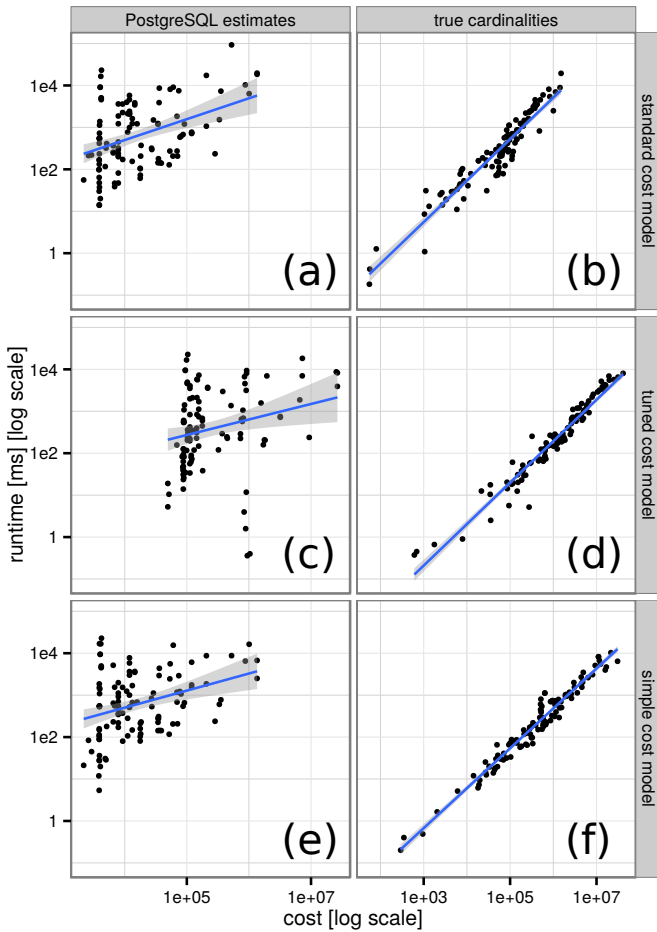 PostgreSQL estimates
true cardinalities
1e4
1e2
1
(a)
(b)
standard cost model
1e4
1e2
1
(c)
(d)
tuned cost model
1e4
1e2
1
(e)
(f)
simple cost model
runtime [ms] [log scale]
1e+05
1e+07
1e+03
1e+05
1e+07
cost [log scale]